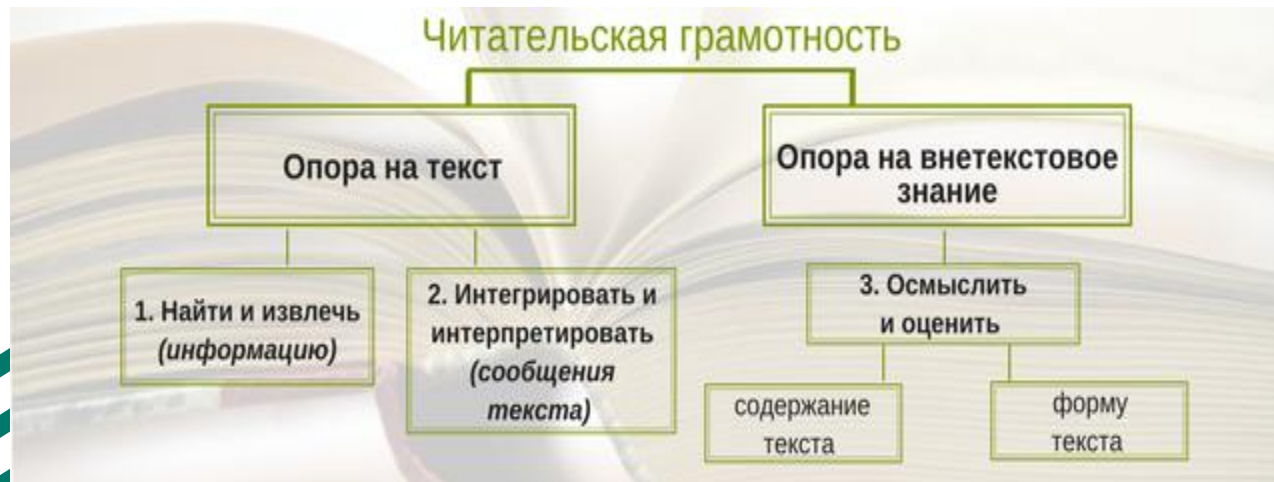 Читательская грамотность
Опора на текст
Опора на внетекстовое
знание
1. Найти и извлечь
(информацию)
2. Интегрировать и
интерпретировать
(сообщения
текста)
3. Осмыслить
и оценить
содержание
текста
форму
текста